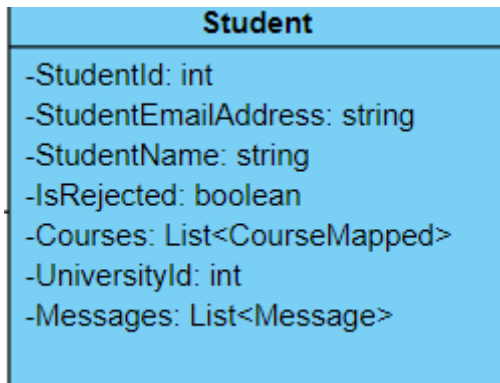 Student
-StudentId: int
-StudentEmailAddress: string
-StudentName: string
-IsRejected: boolean
-Courses: List<CourseMapped>
-UniversityId: int
-Messages: List<Message>